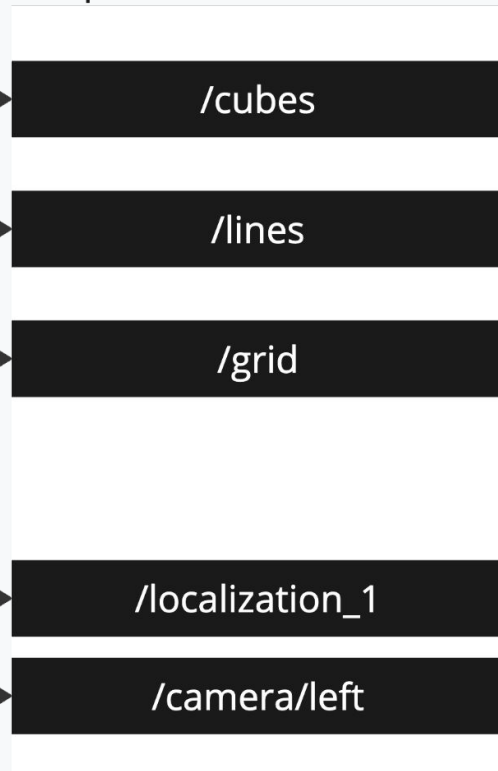 /cubes
/lines
/grid
/localization_1
/camera/left